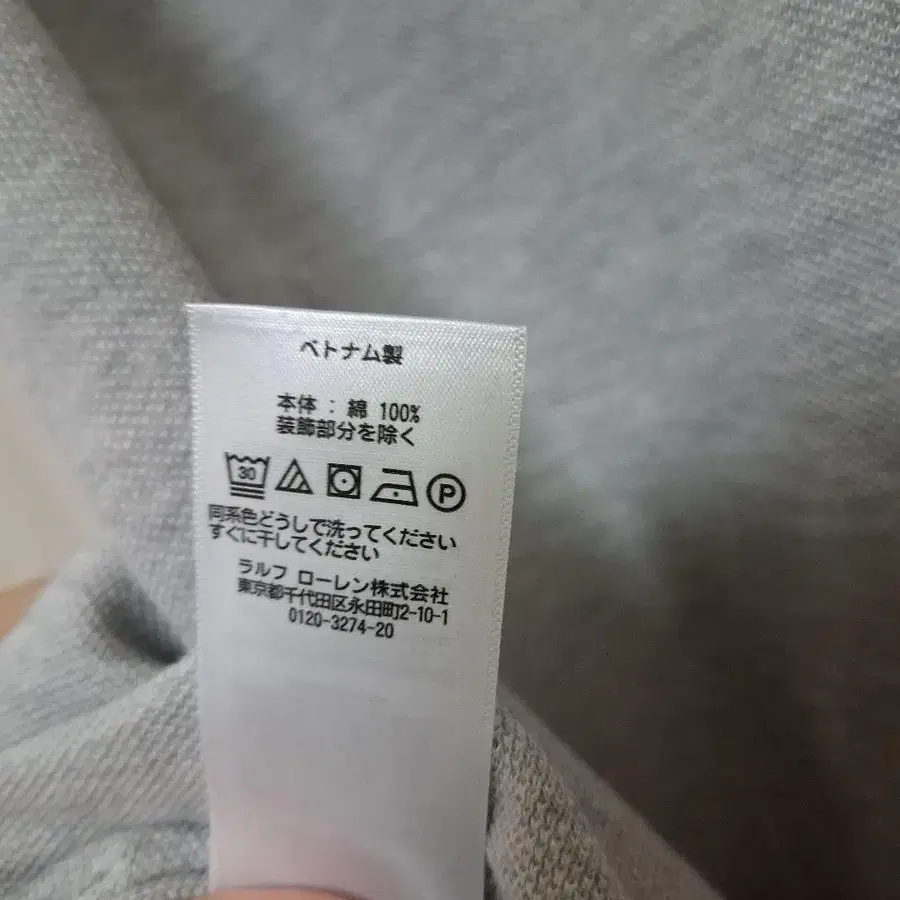 ベトナム製
本体 : 綿 100%
装飾部分を除く
30 P
同系色どうしで洗ってください
すぐに干してください
ラルフ ローレン株式会社
東京都千代田区永田町2-10-1
0120-3274-20